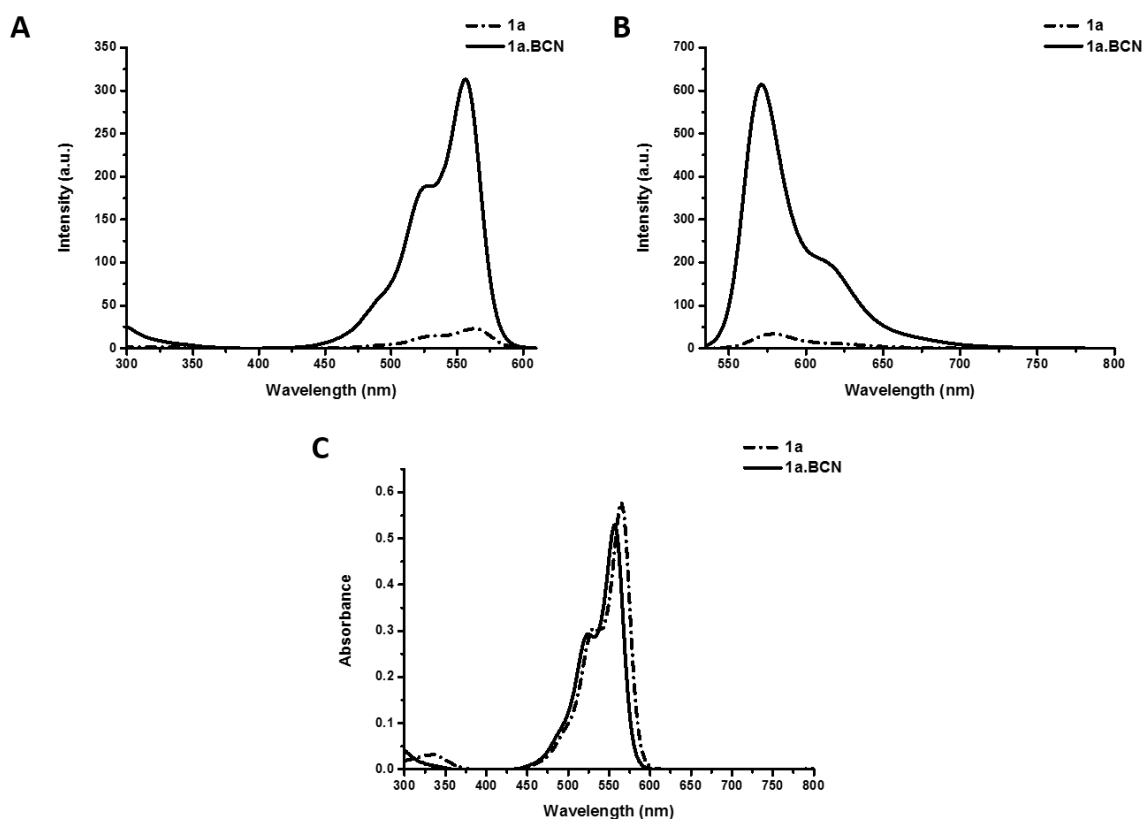 A
1a
1a.BCN
350
300
250
200
150
100
50
0
Intensity (a.u.)
300 350 400 450 500 550 600
Wavelength (nm)
B
1a
1a.BCN
700
600
500
400
300
200
100
0
Intensity (a.u.)
550 600 650 700 750 800
Wavelength (nm)
C
1a
1a.BCN
0.6
0.5
0.4
0.3
0.2
0.1
0.0
Absorbance
300 350 400 450 500 550 600 650 700 750 800
Wavelength (nm)